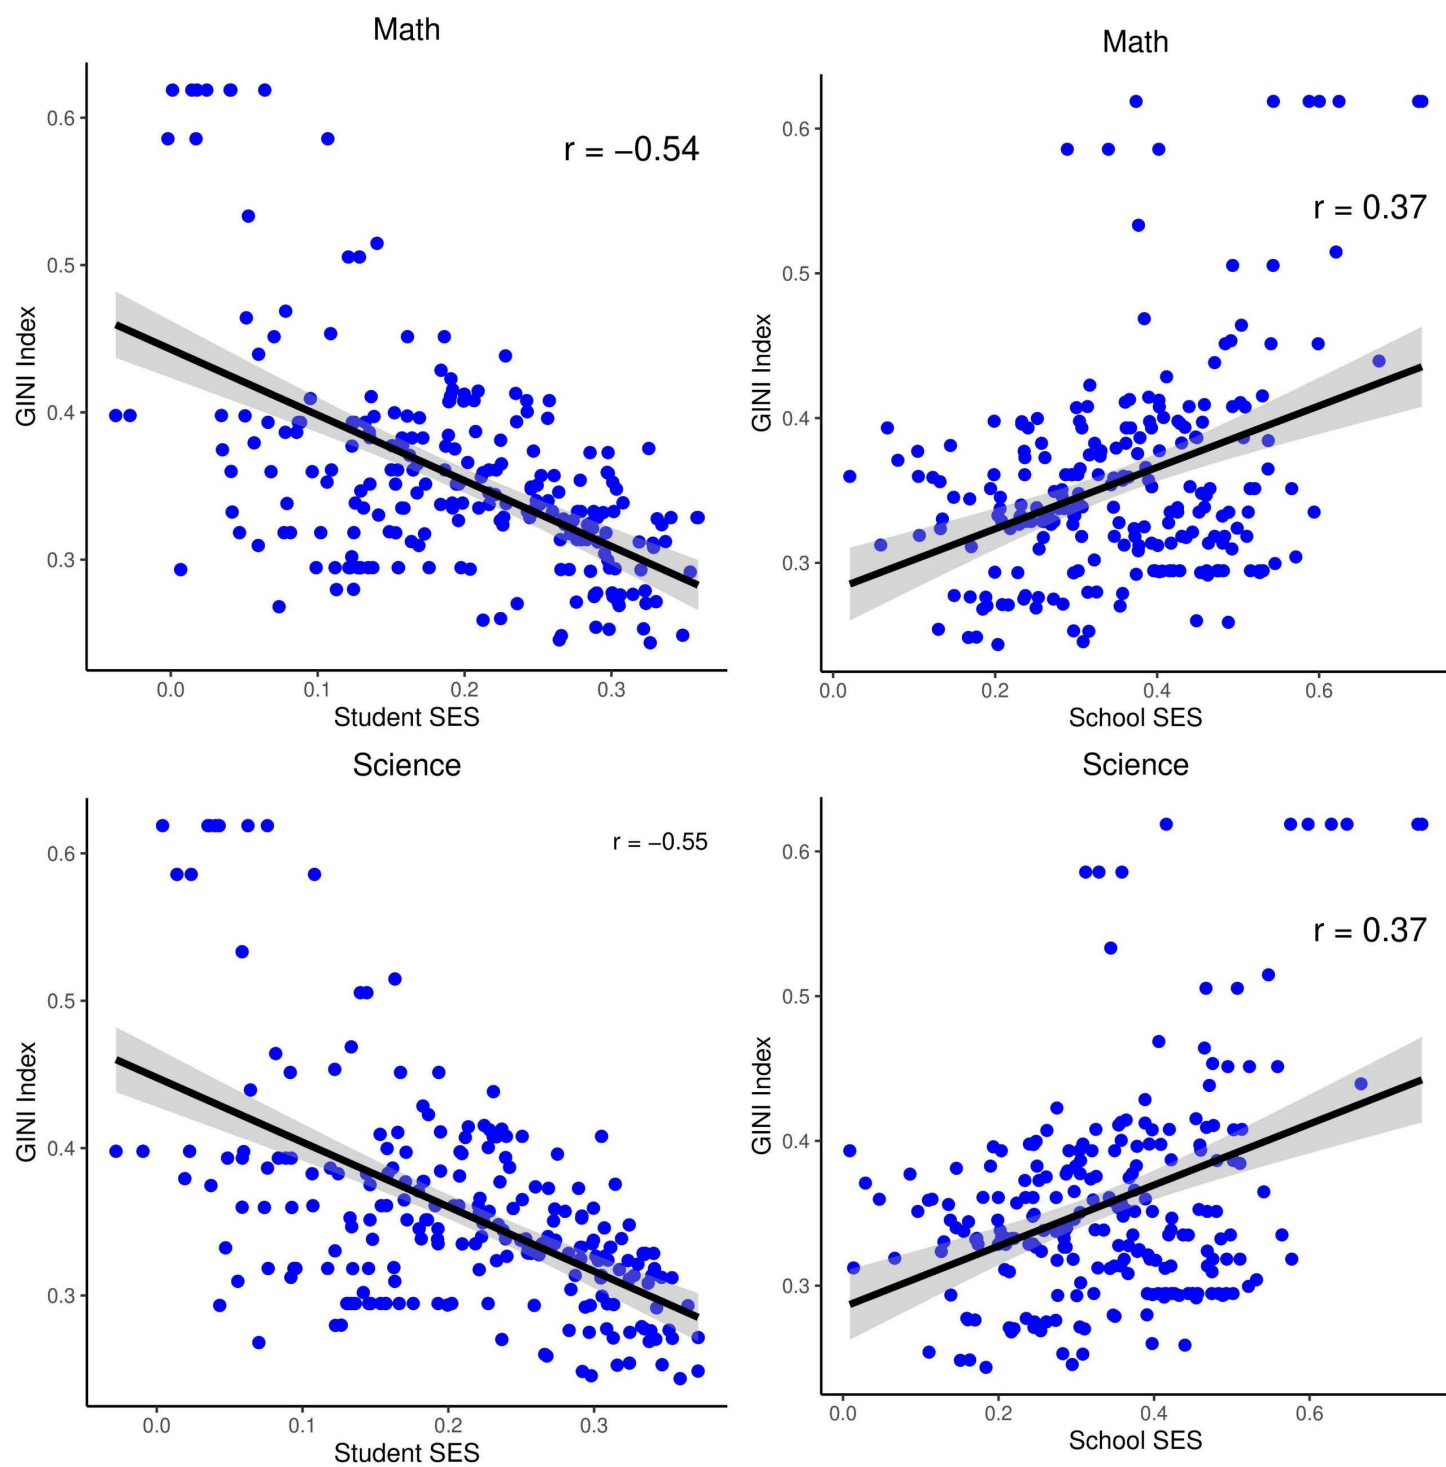 Math
GINI Index
0.6
0.5
0.4
0.3
r = −0.54
0.0 0.1 0.2 0.3
Student SES
Math
GINI Index
0.6
0.5
0.4
0.3
r = 0.37
0.0 0.2 0.4 0.6
School SES
Science
GINI Index
0.6
0.5
0.4
0.3
r = −0.55
0.0 0.1 0.2 0.3
Student SES
Science
GINI Index
0.6
0.5
0.4
0.3
r = 0.37
0.0 0.2 0.4 0.6
School SES